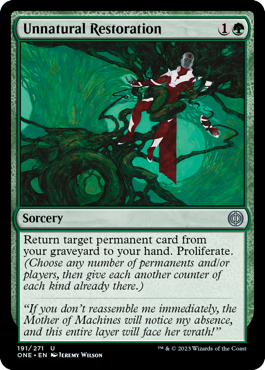 Unnatural Restoration 1
Sorcery
Return target permanent card from
your graveyard to your hand. Proliferate.
(Choose any number of permanents and/or
players, then give each another counter of
each kind already there.)
“If you don’t reassemble me immediately, the
Mother of Machines will notice my absence,
and this entire layer will face her wrath!”
191/271 U
ONE • EN Jeremy Wilson
™ & © 2023 Wizards of the Coast